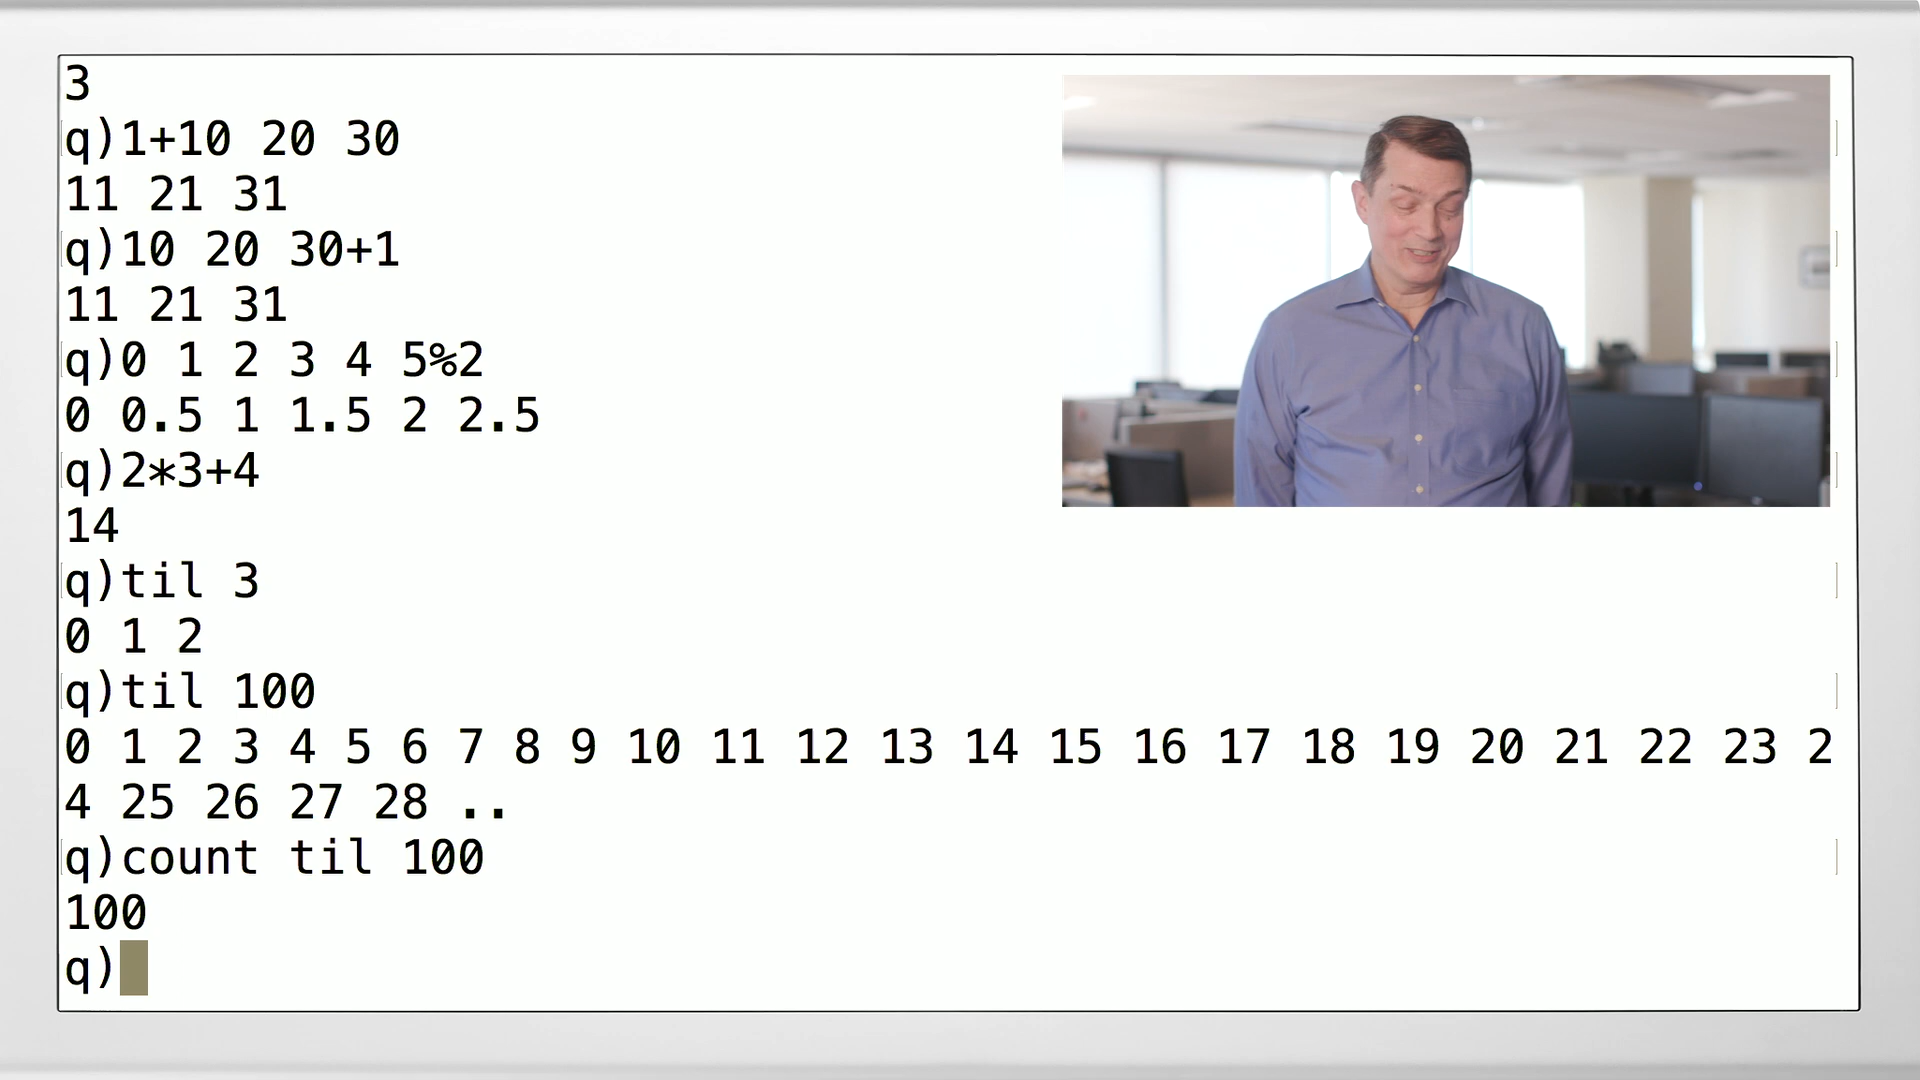 3
q)1+10 20 30
11 21 31
q)10 20 30+1
11 21 31
q)0 1 2 3 4 5%2
0 0.5 1 1.5 2 2.5
q)2*3+4
14
q)til 3
0 1 2
q)til 100
0 1 2 3 4 5 6 7 8 9 10 11 12 13 14 15 16 17 18 19 20 21 22 23 2
4 25 26 27 28 ..
q)count til 100
100
q)